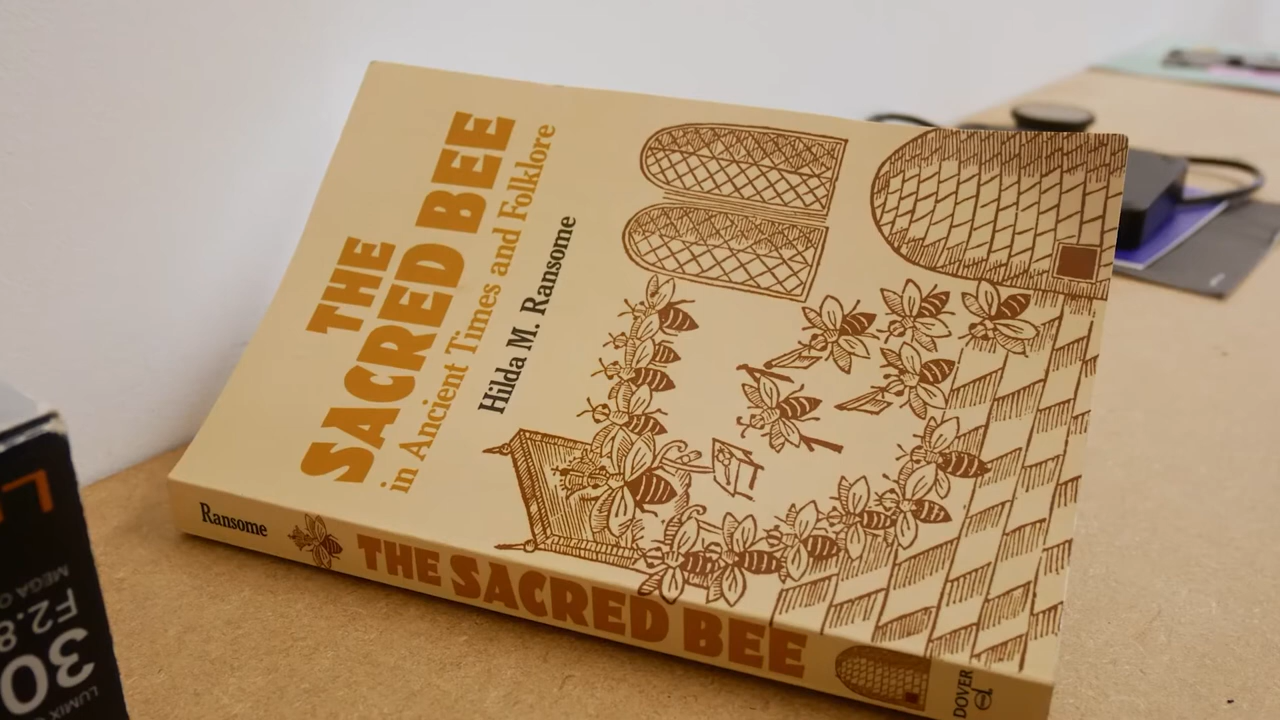 THE
SACRED BEE
in Ancient Times and Folklore
Hilda M. Ransome
Ransome
THE SACRED BEE
DOVER
MEGA O
F2.8
30
LUMIX